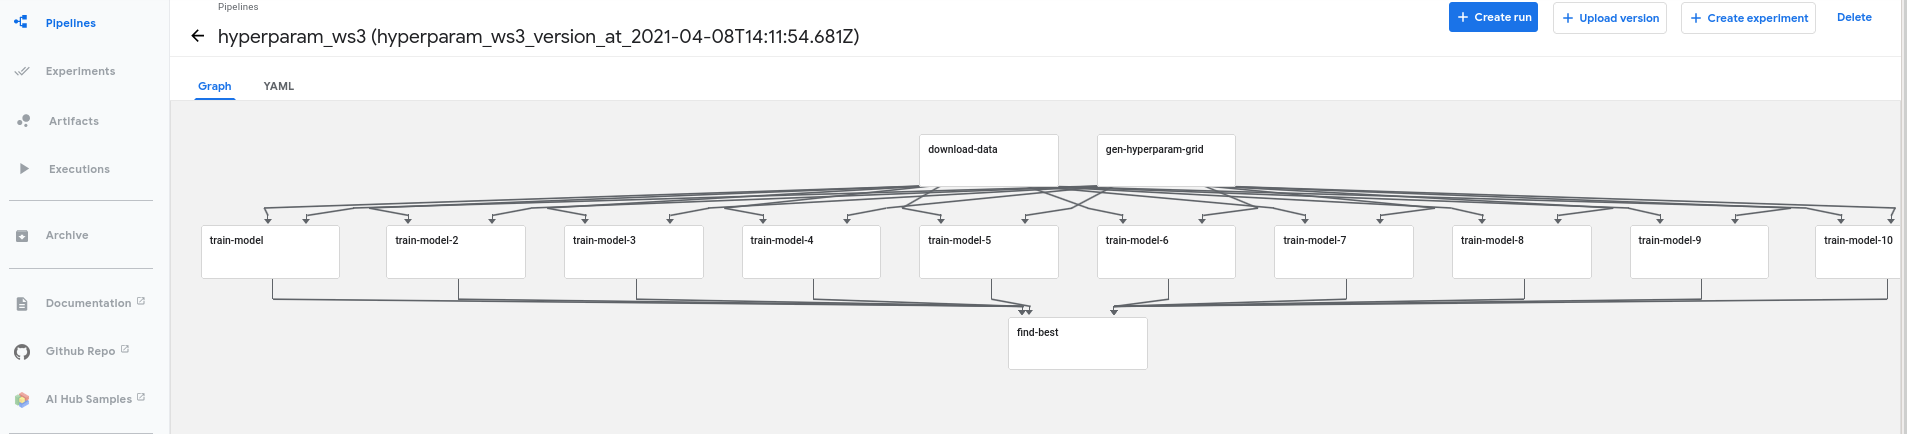 Pipelines
Experiments
Artifacts
Executions
Archive
Documentation
Github Repo
AI Hub Samples
Pipelines
hyperparam_ws3 (hyperparam_ws3_version_at_2021-04-08T14:11:54.681Z)
+ Create run
+ Upload version
+ Create experiment
Delete
Graph
YAML
download-data
gen-hyperparam-grid
train-model
train-model-2
train-model-3
train-model-4
train-model-5
train-model-6
train-model-7
train-model-8
train-model-9
train-model-10
find-best